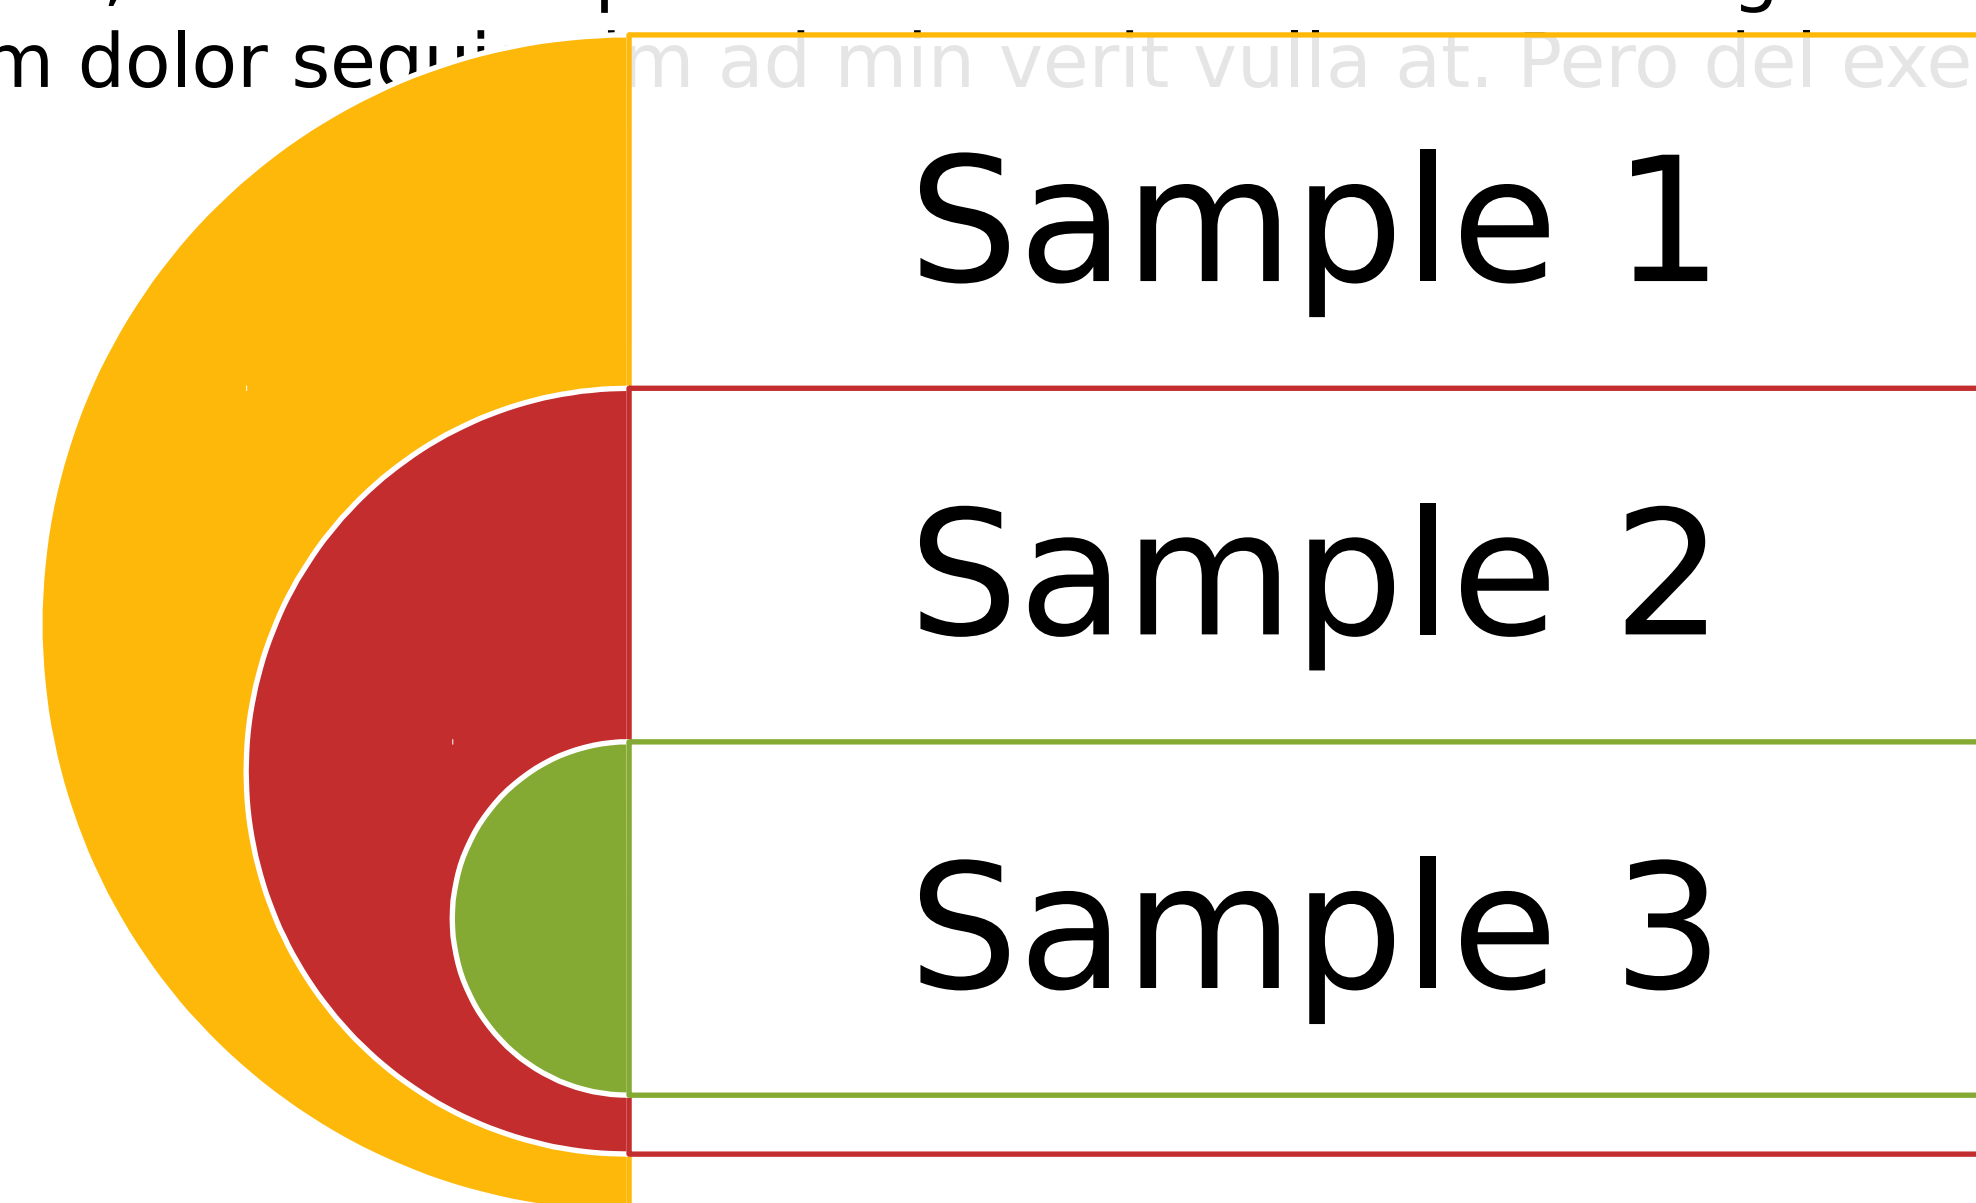 m dolor sequi m ad min verit vulla at. Pero del exe
Sample 1
Sample 2
Sample 3